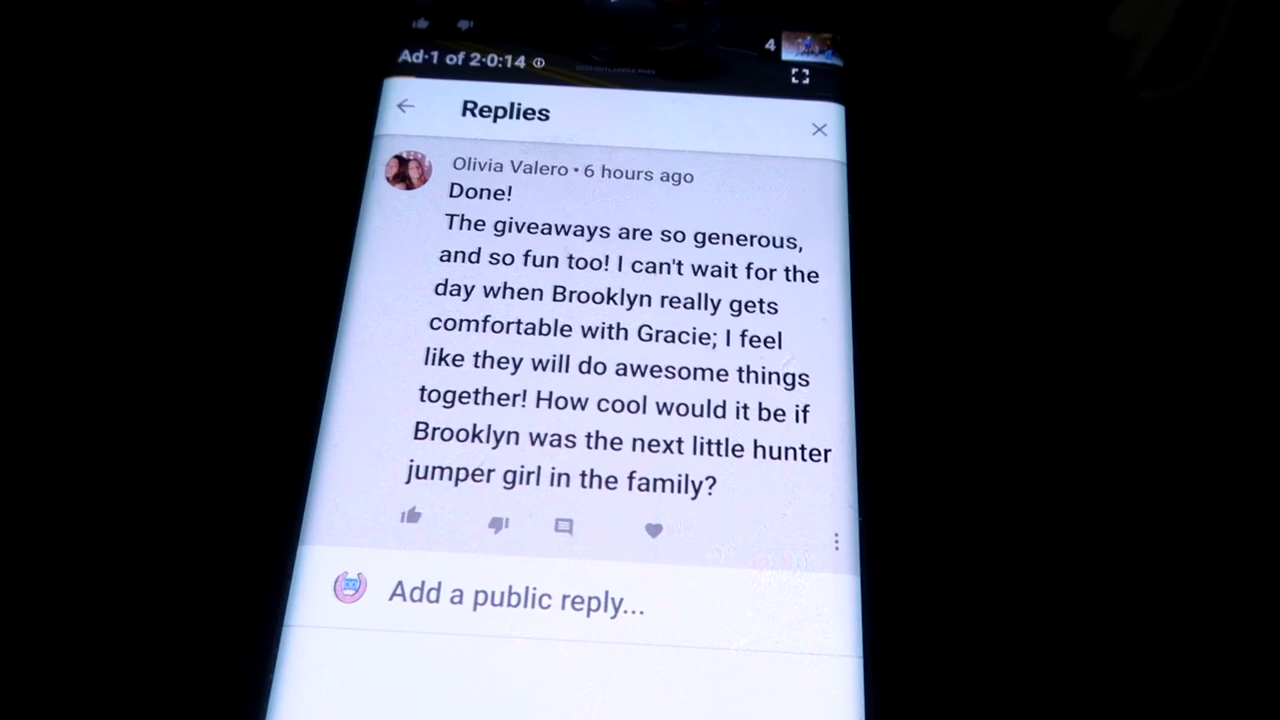 4
Ad·1 of 2·0:14
Replies
Olivia Valero • 6 hours ago
Done!
The giveaways are so generous,
and so fun too! I can't wait for the
day when Brooklyn really gets
comfortable with Gracie; I feel
like they will do awesome things
together! How cool would it be if
Brooklyn was the next little hunter
jumper girl in the family?
Add a public reply...